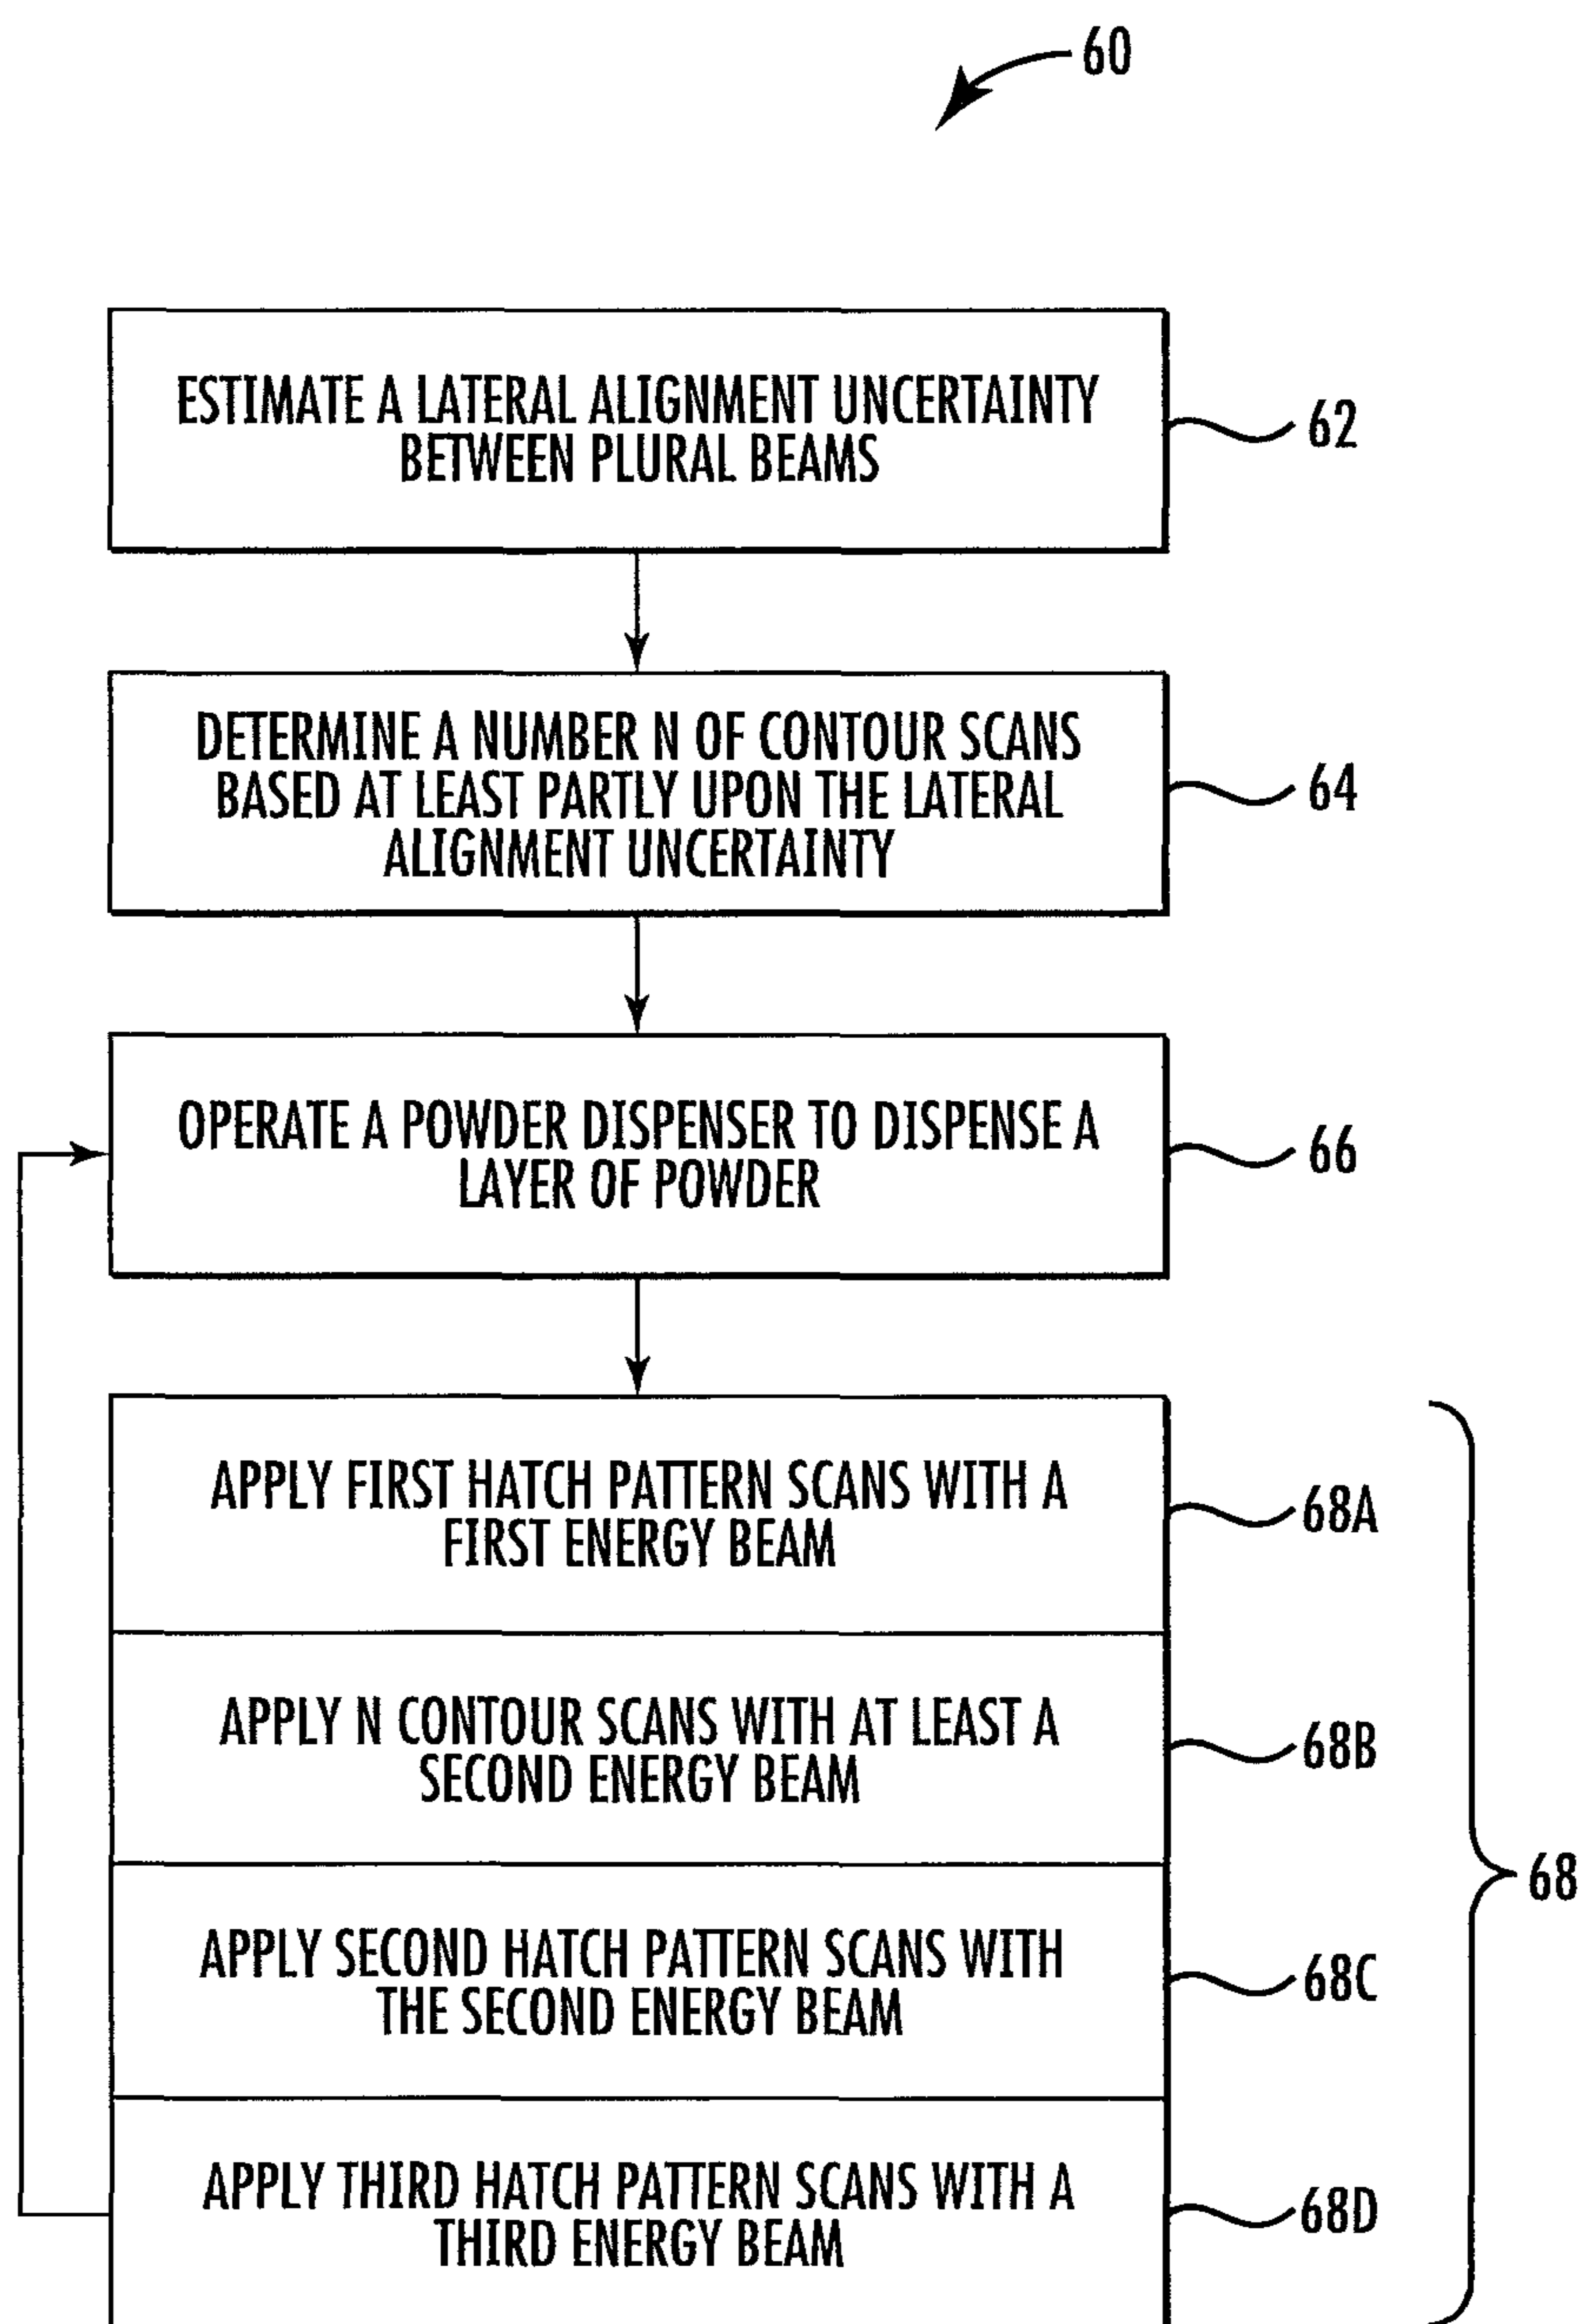 60
ESTIMATE A LATERAL ALIGNMENT UNCERTAINTY
BETWEEN PLURAL BEAMS
62
DETERMINE A NUMBER N OF CONTOUR SCANS
BASED AT LEAST PARTLY UPON THE LATERAL
ALIGNMENT UNCERTAINTY
64
OPERATE A POWDER DISPENSER TO DISPENSE A
LAYER OF POWDER
66
APPLY FIRST HATCH PATTERN SCANS WITH A
FIRST ENERGY BEAM
68A
APPLY N CONTOUR SCANS WITH AT LEAST A
SECOND ENERGY BEAM
68B
APPLY SECOND HATCH PATTERN SCANS WITH
THE SECOND ENERGY BEAM
68C
APPLY THIRD HATCH PATTERN SCANS WITH A
THIRD ENERGY BEAM
68D
68